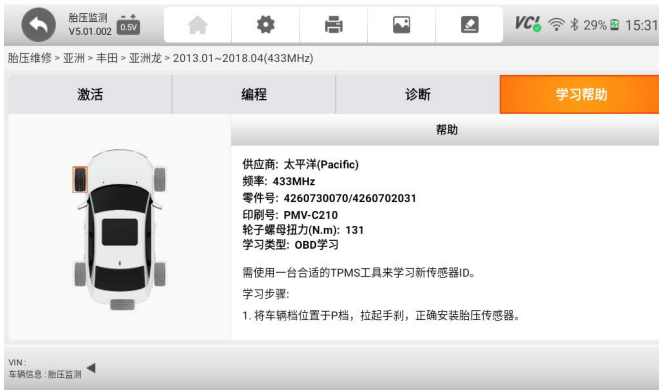 胎压监测
V5.01.002
0.5V
VCI
29%
15:31
胎压维修 > 亚洲 > 丰田 > 亚洲龙 > 2013.01~2018.04(433MHz)
激活
编程
诊断
学习帮助
帮助
供应商: 太平洋(Pacific)
频率: 433MHz
零件号: 4260730070/4260702031
印刷号: PMV-C210
轮子螺母扭力(N.m): 131
学习类型: OBD学习
需使用一台合适的TPMS工具来学习新传感器ID。
学习步骤:
1. 将车辆档位置于P档，拉起手刹，正确安装胎压传感器。
VIN :
车辆信息 : 胎压监测